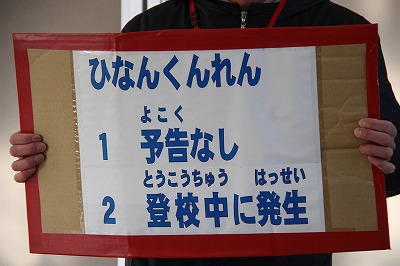 ひなんくんれん
よこく
1 予告なし
とうこうちゅう はっせい
2 登校中に発生